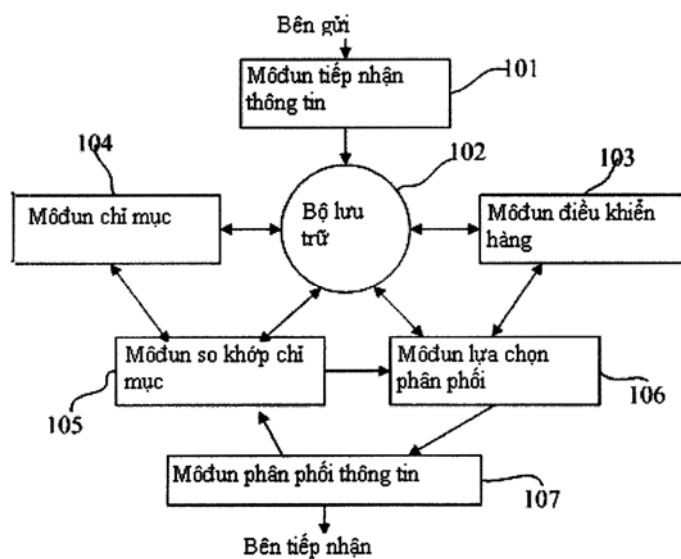 Bên gửi
Môđun tiếp nhận
thông tin
101
104
102
103
Môđun chỉ mục
Bộ lưu
trữ
Môđun điều khiển
hàng
Môđun so khớp chỉ
mục
Môđun lựa chọn
phân phối
105
106
Môđun phân phối thông tin
107
Bên tiếp nhận